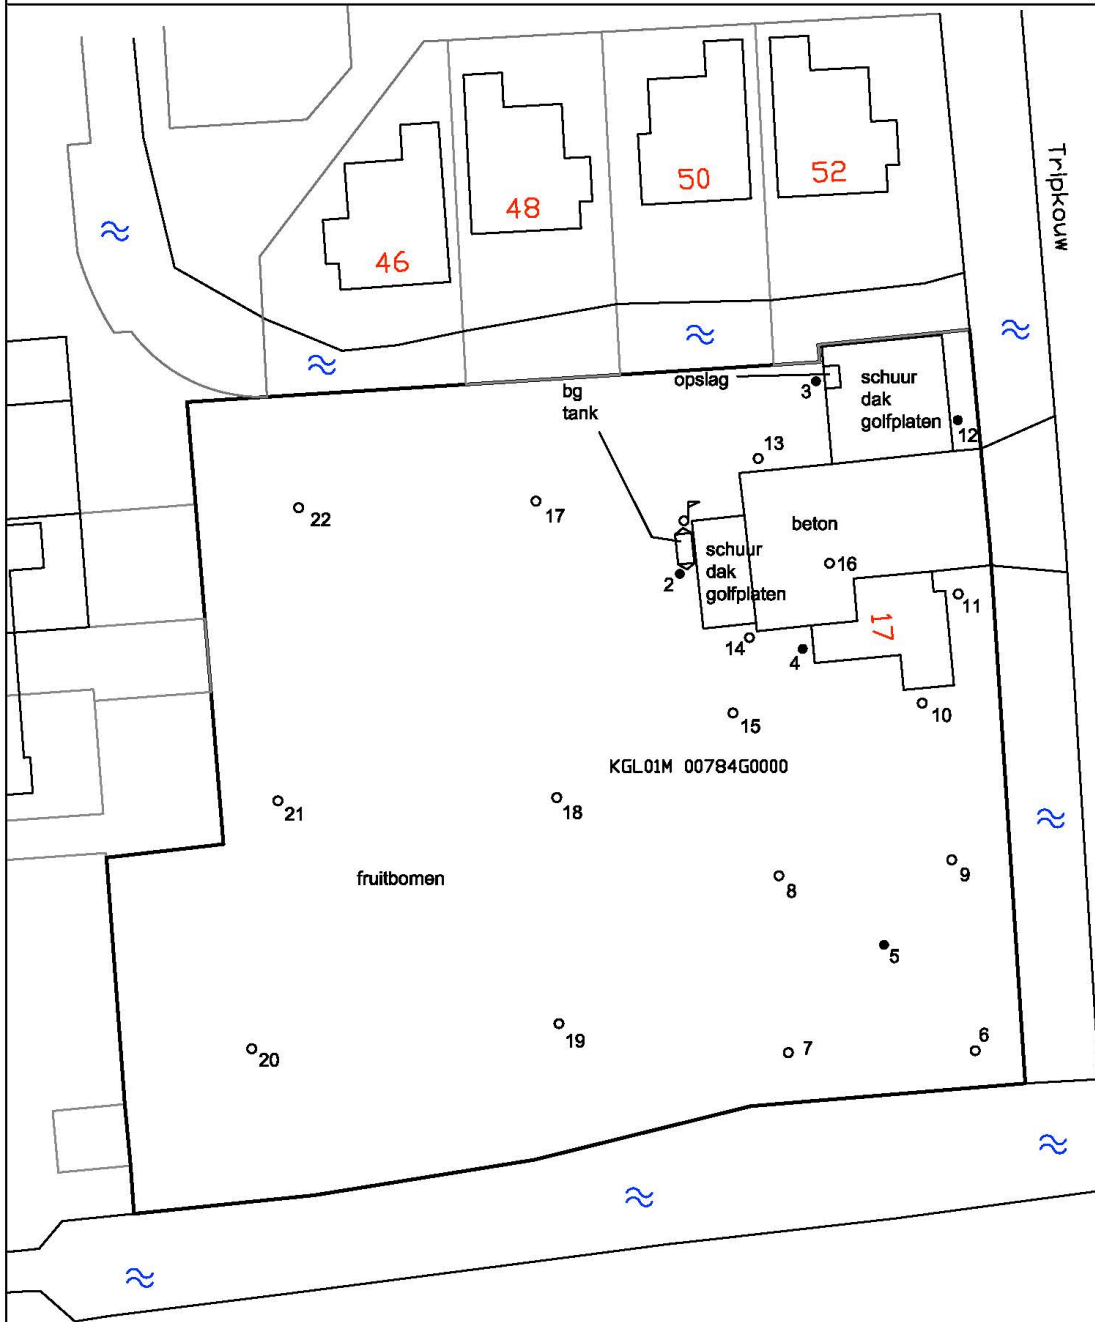 50
52
48
46
Tripkouw
bg
tank
opslag
3
schuur
dak
golfplaten
12
13
22
17
beton
schuur
dak
golfplaten
2
16
11
17
14
4
10
15
KGL01M 00784G0000
21
18
fruitbomen
8
9
5
20
19
7
6